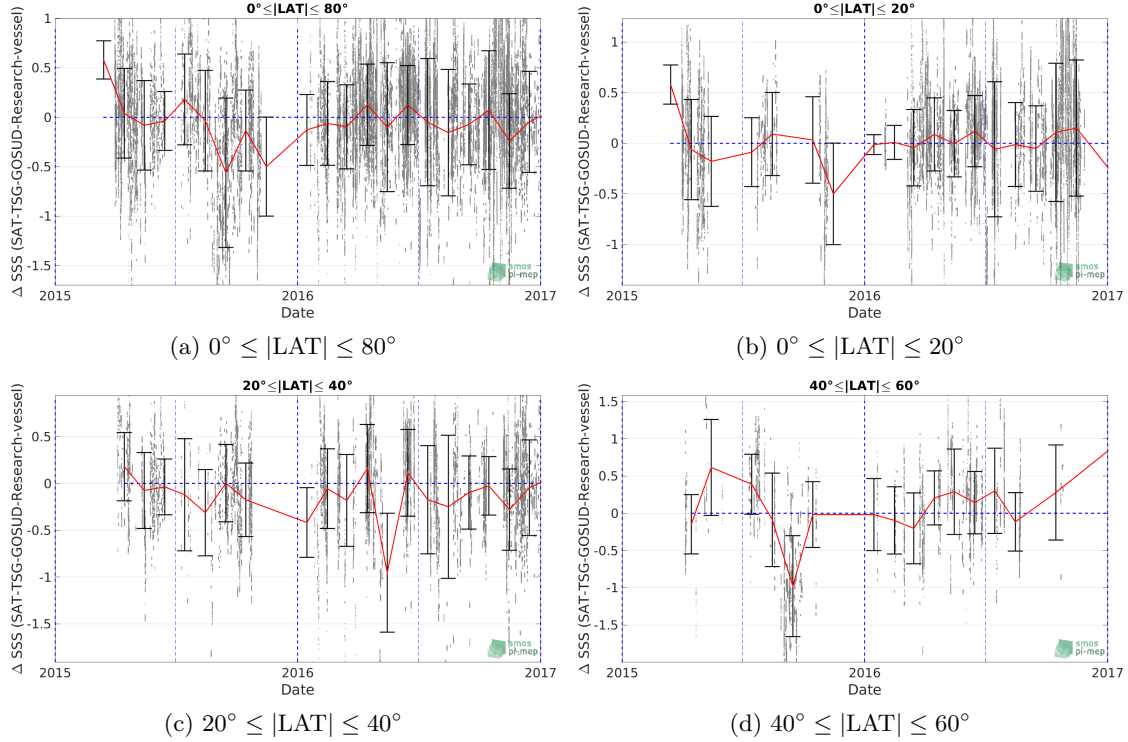 0°≤|LAT|≤ 80°
Δ SSS (SAT-TSG-GOSUD-Research-vessel)
1
0.5
0
-0.5
-1
-1.5
smos
pi-mep
2015
2016
2017
Date
(a) 0° ≤ |LAT| ≤ 80°
0°≤|LAT|≤ 20°
Δ SSS (SAT-TSG-GOSUD-Research-vessel)
1
0.5
0
-0.5
-1
smos
pi-mep
2015
2016
2017
Date
(b) 0° ≤ |LAT| ≤ 20°
20°≤|LAT|≤ 40°
Δ SSS (SAT-TSG-GOSUD-Research-vessel)
0.5
0
-0.5
-1
-1.5
smos
pi-mep
2015
2016
2017
Date
(c) 20° ≤ |LAT| ≤ 40°
40°≤|LAT|≤ 60°
Δ SSS (SAT-TSG-GOSUD-Research-vessel)
1.5
1
0.5
0
-0.5
-1
-1.5
smos
pi-mep
2015
2016
2017
Date
(d) 40° ≤ |LAT| ≤ 60°